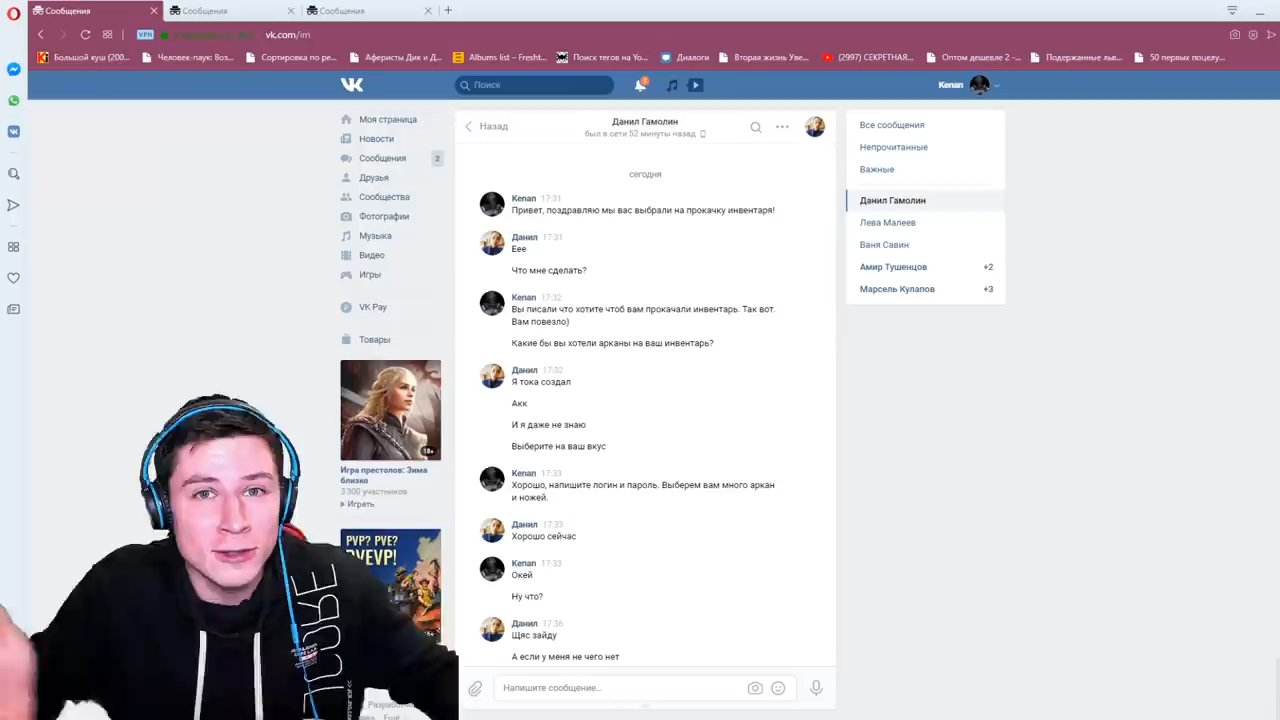 Сообщения
Сообщения
Сообщения
VPN
vk.com/im
Большой куш (200...
Человек-паук: Воз...
Сортировка по ре...
Аферисты Дик и Д...
Albums list – Fresht...
Поиск тегов на Yo...
Диалоги
Вторая жизнь Уве...
(2997) СЕКРЕТНАЯ...
Оптом дешевле 2 -...
Подержанные льв...
50 первых поцелу...
Поиск
Kenan
Моя страница
Новости
Сообщения 2
Друзья
Сообщества
Фотографии
Музыка
Видео
Игры
VK Pay
Товары
18+
Игра престолов: Зима
близко
3 300 участников
Играть
PVP? PVE?
Разработ
Ещё
Назад
Данил Гамолин
был в сети 52 минуты назад
сегодня
Kenan 17:31
Привет, поздравляю мы вас выбрали на прокачку инвентаря!
Данил 17:31
Еее
Что мне сделать?
Kenan 17:32
Вы писали что хотите чтоб вам прокачали инвентарь. Так вот.
Вам повезло)
Какие бы вы хотели арканы на ваш инвентарь?
Данил 17:32
Я тока создал
Акк
И я даже не знаю
Выберите на ваш вкус
Kenan 17:33
Хорошо, напишите логин и пароль. Выберем вам много аркан
и ножей.
Данил 17:33
Хорошо сейчас
Kenan 17:33
Окей
Ну что?
Данил 17:36
Щяс зайду
А если у меня не чего нет
Напишите сообщение...
Все сообщения
Непрочитанные
Важные
Данил Гамолин
Лева Малеев
Ваня Савин
Амир Тушенцов +2
Марсель Кулапов +3